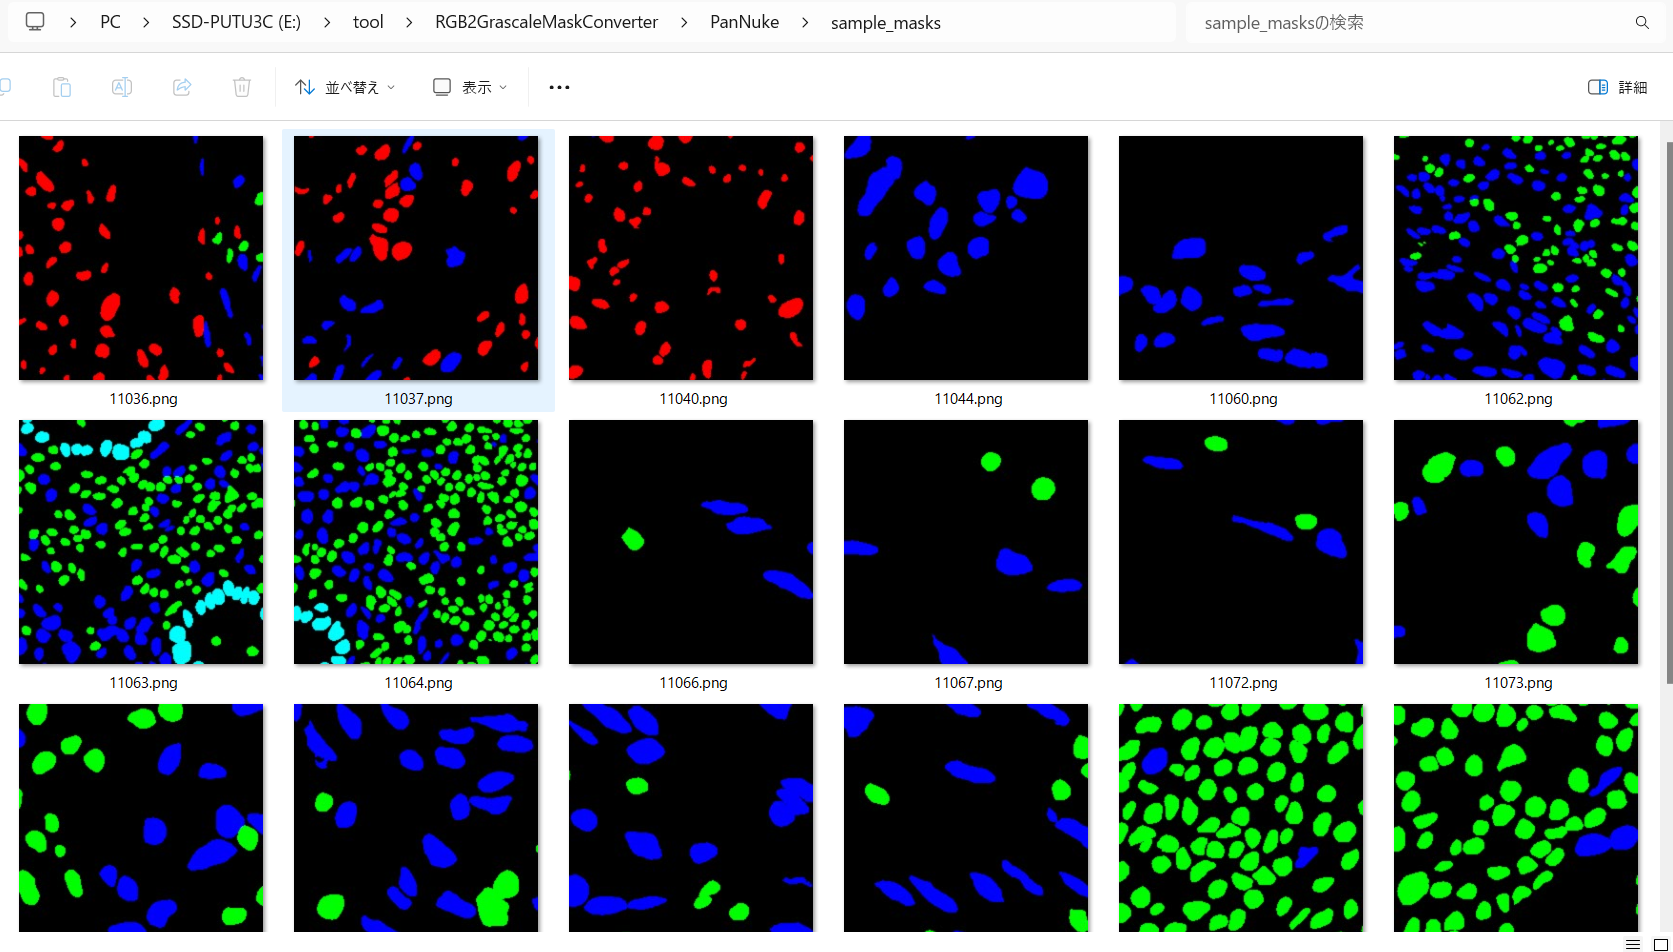 PC > SSD-PUTU3C (E:) > tool > RGB2GrascaleMaskConverter > PanNuke > sample_masks
sample_masksの検索
並べ替え
表示
詳細
11036.png
11037.png
11040.png
11044.png
11060.png
11062.png
11063.png
11064.png
11066.png
11067.png
11072.png
11073.png